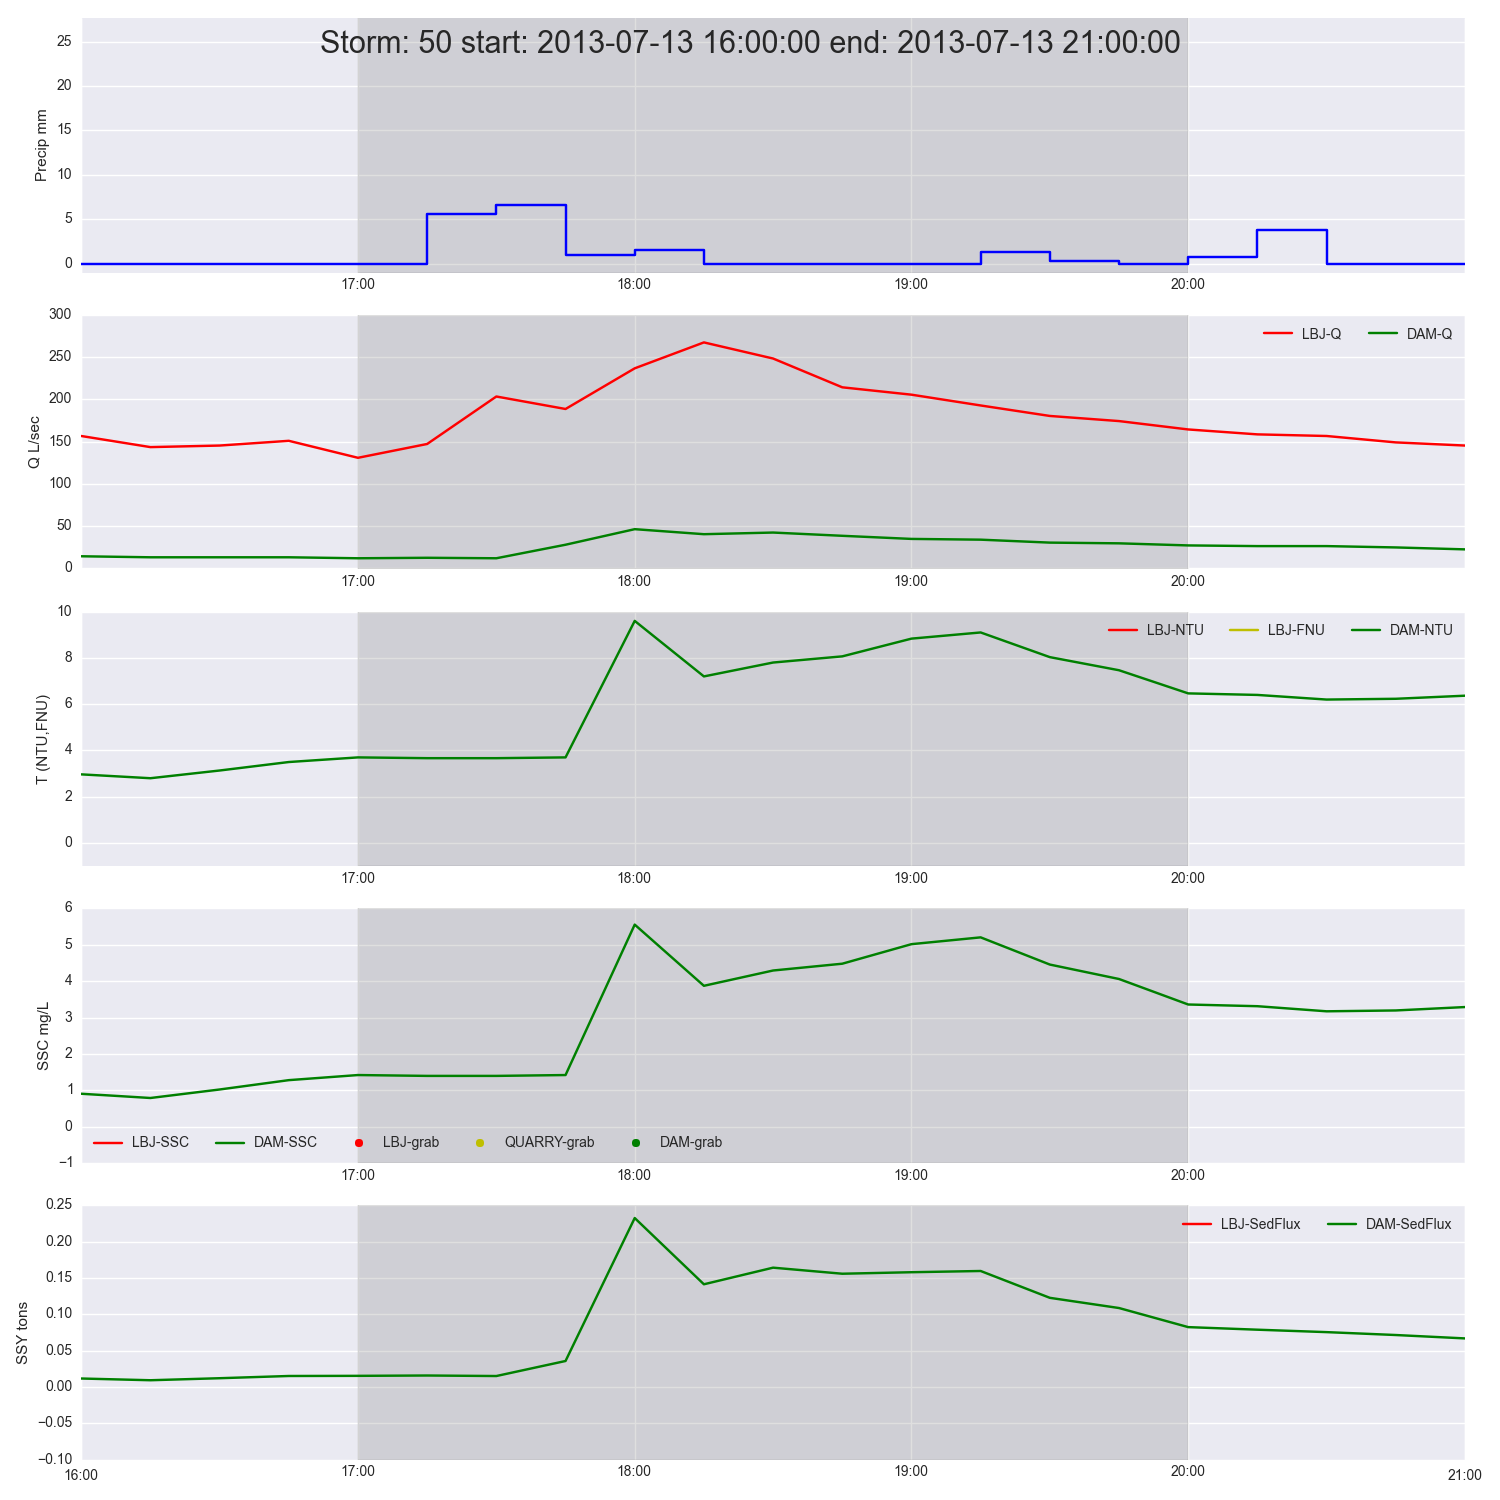 Storm: 50 start: 2013-07-13 16:00:00 end: 2013-07-13 21:00:00
Precip mm
25
20
15
10
5
0
17:00 18:00 19:00 20:00
Q L/sec
300
250
200
150
100
50
0
LBJ-Q DAM-Q
17:00 18:00 19:00 20:00
T (NTU,FNU)
10
8
6
4
2
0
LBJ-NTU LBJ-FNU DAM-NTU
17:00 18:00 19:00 20:00
SSC mg/L
6
5
4
3
2
1
0
−1
LBJ-SSC DAM-SSC LBJ-grab QUARRY-grab DAM-grab
17:00 18:00 19:00 20:00
SSY tons
0.25
0.20
0.15
0.10
0.05
0.00
−0.05
−0.10
LBJ-SedFlux DAM-SedFlux
16:00 17:00 18:00 19:00 20:00 21:00